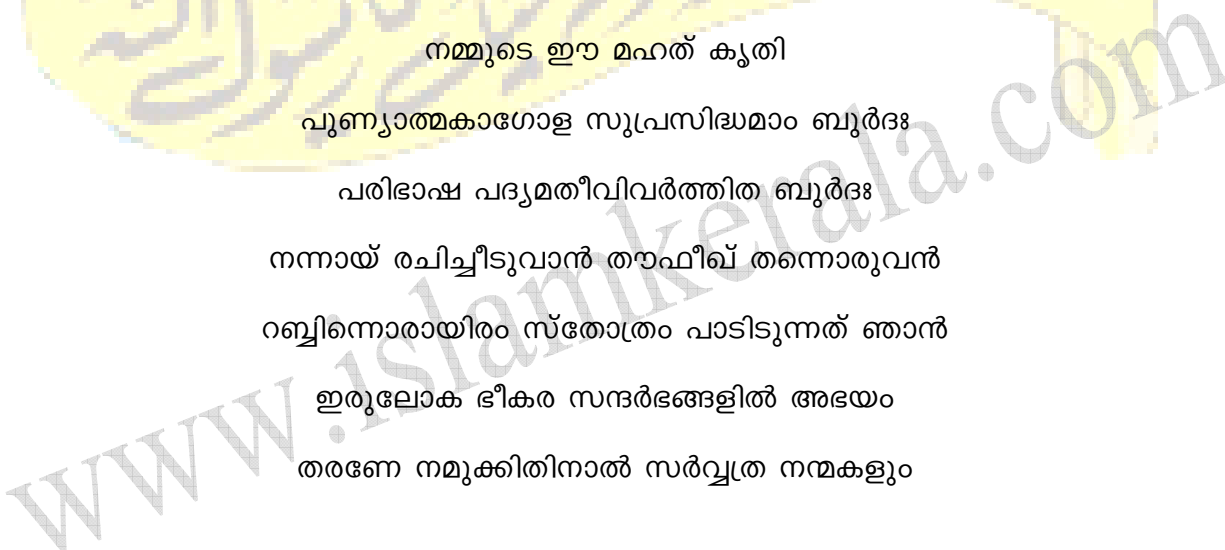 നമ്മുടെ ഈ മഹത് കൃതി
പുണ്യാത്മകാഗോള സുപ്രസിദ്ധമാം ബുർദഃ
പരിഭാഷ പദ്യമതീവിവർത്തിത ബുർദഃ
നന്നായ് രചിച്ചീടുവാൻ തൗഫീഖ് തന്നൊരുവൻ
റബ്ബിന്നൊരായിരം സ്തോത്രം പാടിടുന്നത് ഞാൻ
ഇരുലോക ഭീകര സന്ദർഭങ്ങളിൽ അഭയം
തരണേ നമുക്കിതിനാൽ സർവ്വത്ര നന്മകളും
www.islamkerala.com